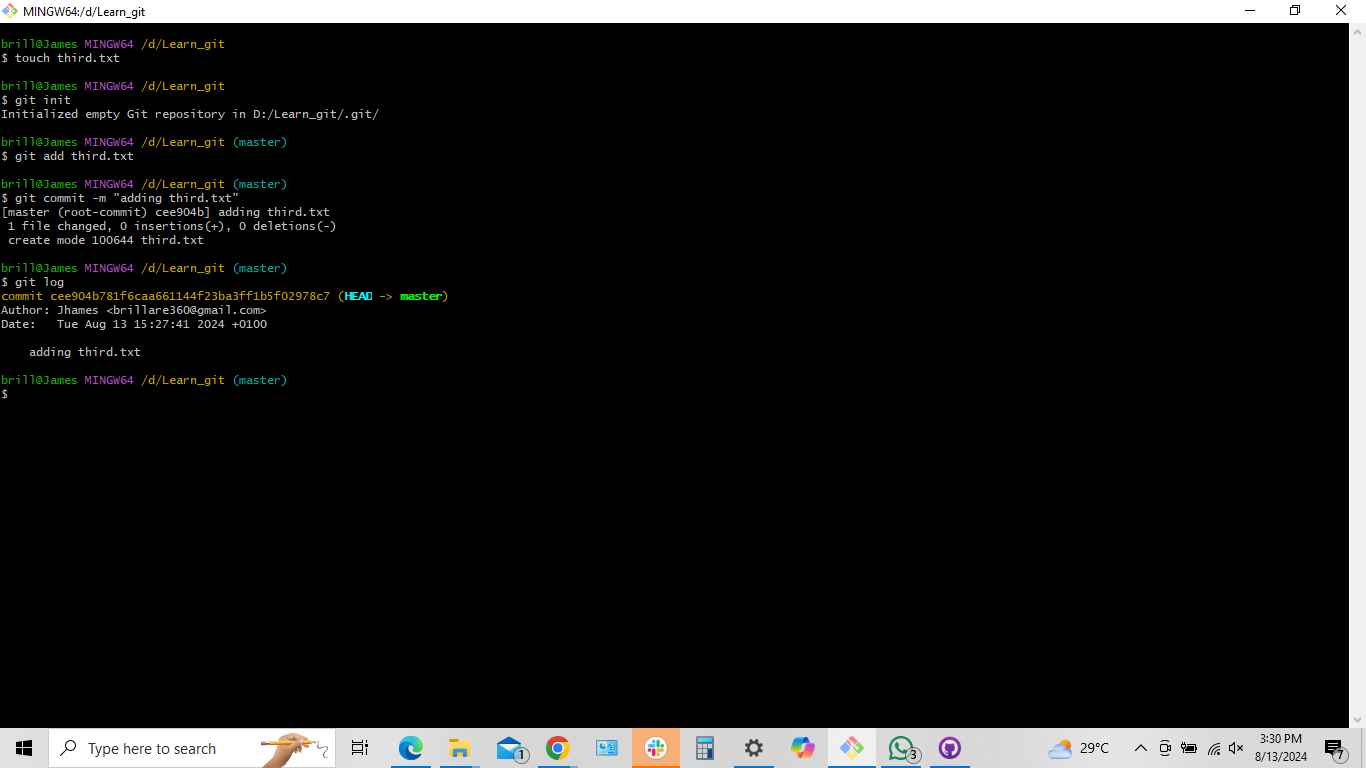 MINGW64:/d/Learn_git
brill@James MINGW64 /d/Learn_git
$ touch third.txt
brill@James MINGW64 /d/Learn_git
$ git init
Initialized empty Git repository in D:/Learn_git/.git/
brill@James MINGW64 /d/Learn_git (master)
$ git add third.txt
brill@James MINGW64 /d/Learn_git (master)
$ git commit -m "adding third.txt"
[master (root-commit) cee904b] adding third.txt
 1 file changed, 0 insertions(+), 0 deletions(-)
 create mode 100644 third.txt
brill@James MINGW64 /d/Learn_git (master)
$ git log
commit cee904b781f6caa661144f23ba3ff1b5f02978c7 (HEAD -> master)
Author: Jhames <brillare360@gmail.com>
Date:   Tue Aug 13 15:27:41 2024 +0100
    adding third.txt
brill@James MINGW64 /d/Learn_git (master)
$
Type here to search
1
3
29°C
3:30 PM
8/13/2024
7